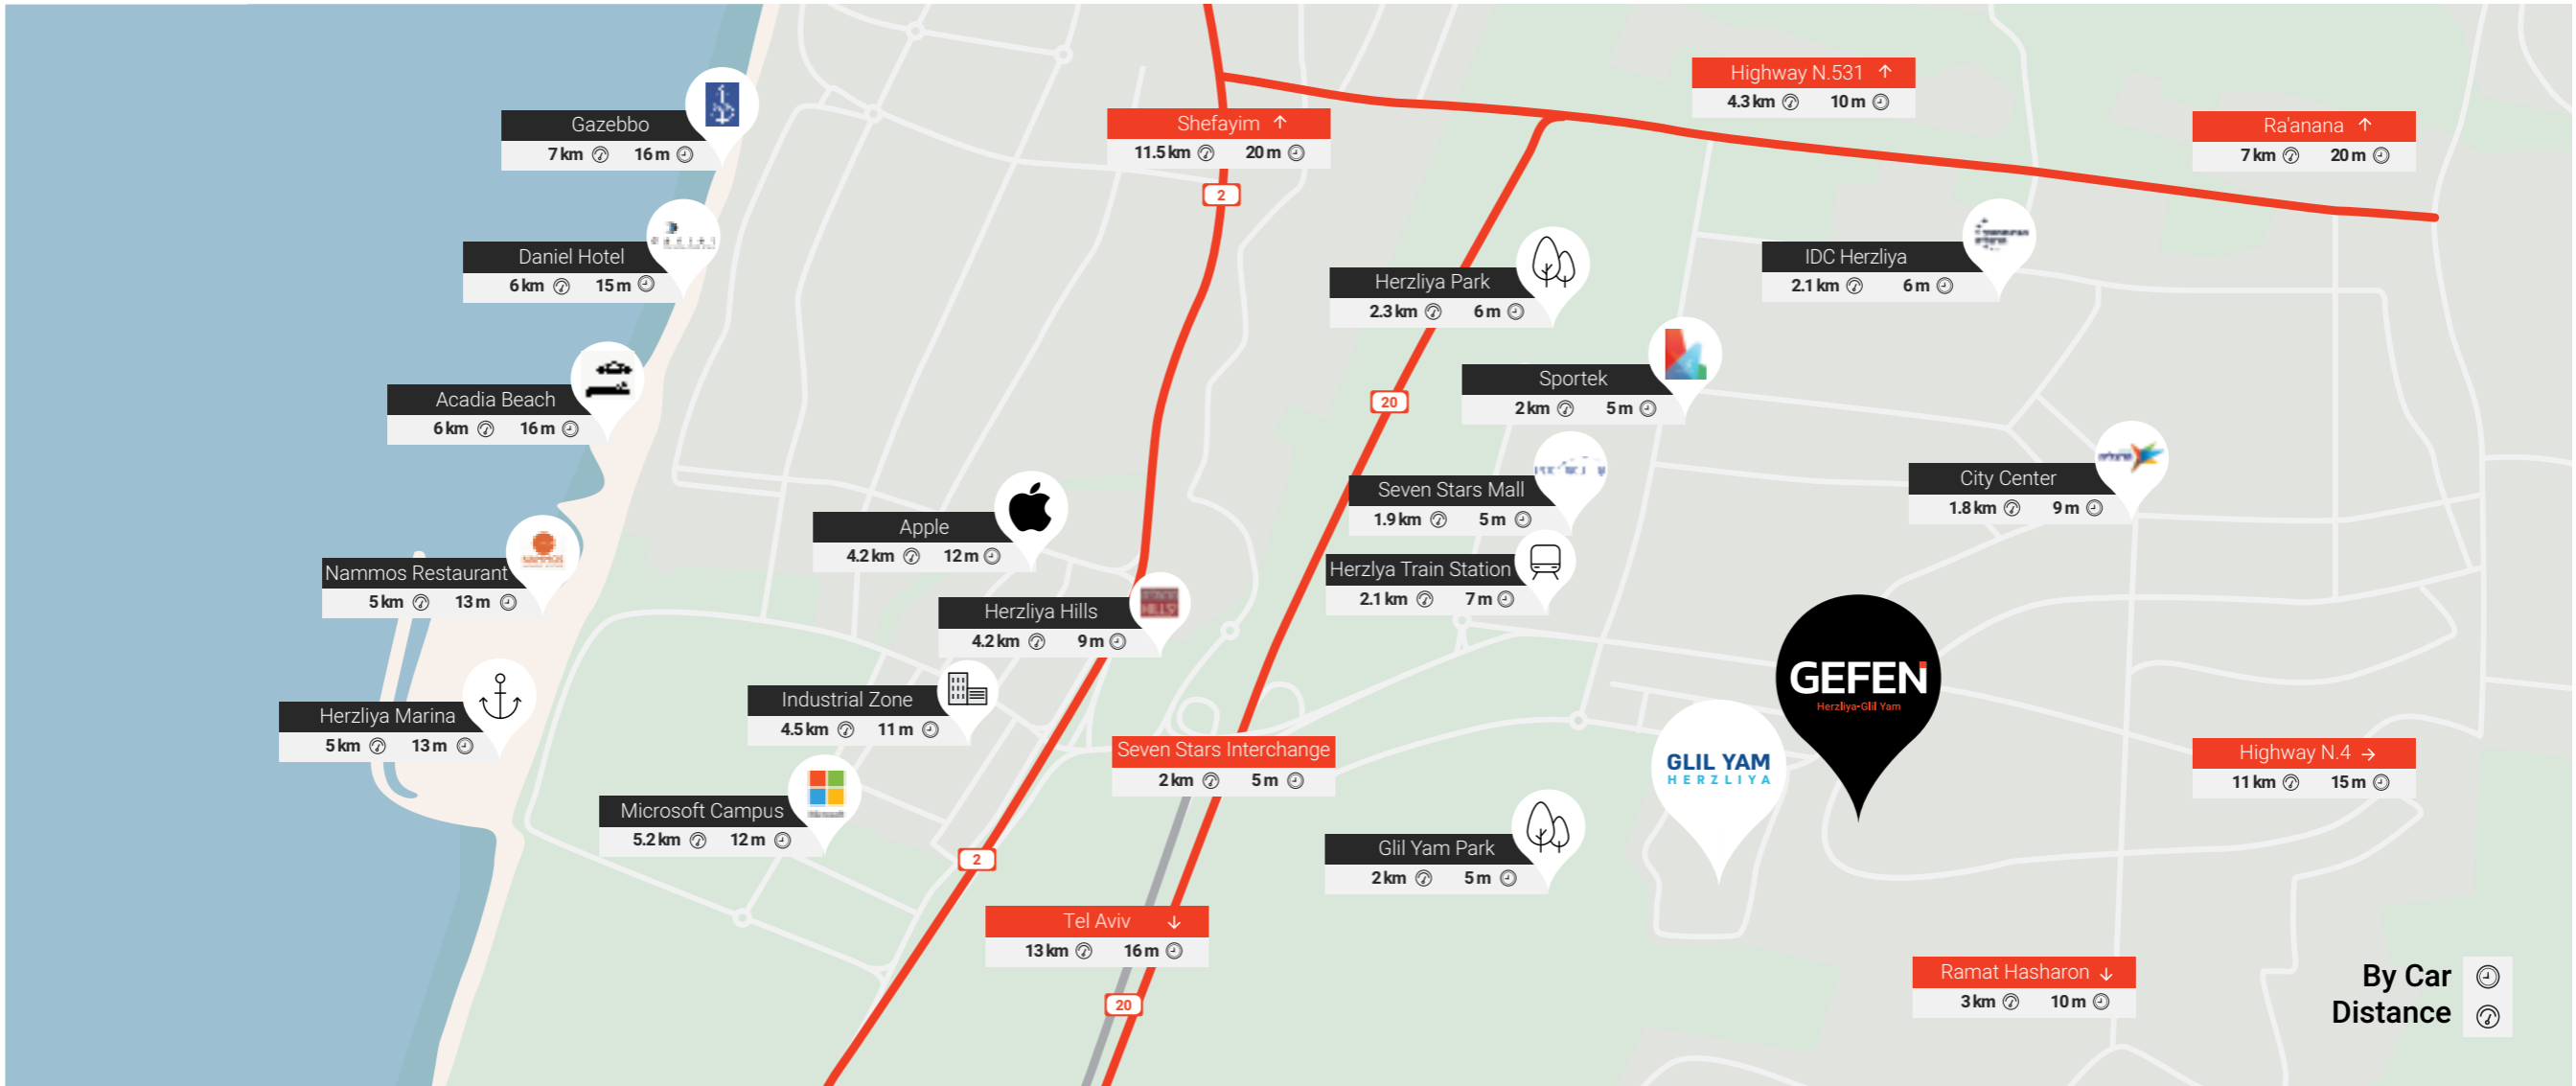 Highway N.531 ↑
4.3 km 10 m
Ra'anana ↑
7 km 20 m
Shefayim ↑
11.5 km 20 m
2
Gazebbo
7 km 16 m
Daniel Hotel
6 km 15 m
IDC Herzliya
2.1 km 6 m
Herzliya Park
2.3 km 6 m
Sportek
2 km 5 m
Acadia Beach
6 km 16 m
20
City Center
1.8 km 9 m
Seven Stars Mall
1.9 km 5 m
Apple
4.2 km 12 m
Nammos Restaurant
5 km 13 m
NAMMOS
Herzlya Train Station
2.1 km 7 m
Herzliya Hills
4.2 km 9 m
HILLS
Industrial Zone
4.5 km 11 m
Herzliya Marina
5 km 13 m
GEFEN
Herzliya-Glil Yam
GLIL YAM
HERZLIYA
Seven Stars Interchange
2 km 5 m
Highway N.4 →
11 km 15 m
Microsoft Campus
5.2 km 12 m
2
Glil Yam Park
2 km 5 m
Tel Aviv ↓
13 km 16 m
20
Ramat Hasharon ↓
3 km 10 m
By Car
Distance